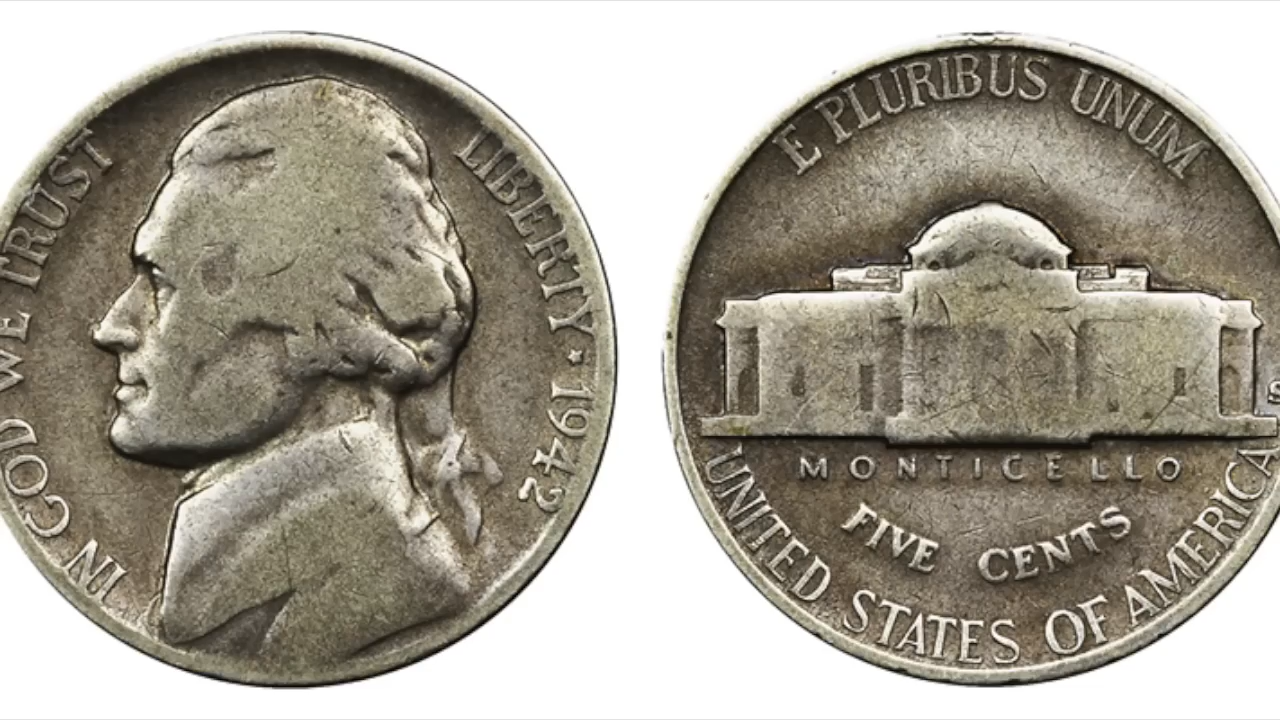 IN GOD WE TRUST
LIBERTY ★ 1942
E PLURIBUS UNUM
S
MONTICELLO
FIVE CENTS
UNITED STATES OF AMERICA